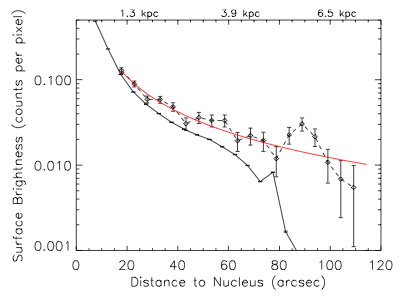 1.3 kpc 3.9 kpc 6.5 kpc
0.100
0.010
0.001
Surface Brightness (counts per pixel)
0 20 40 60 80 100 120
Distance to Nucleus (arcsec)